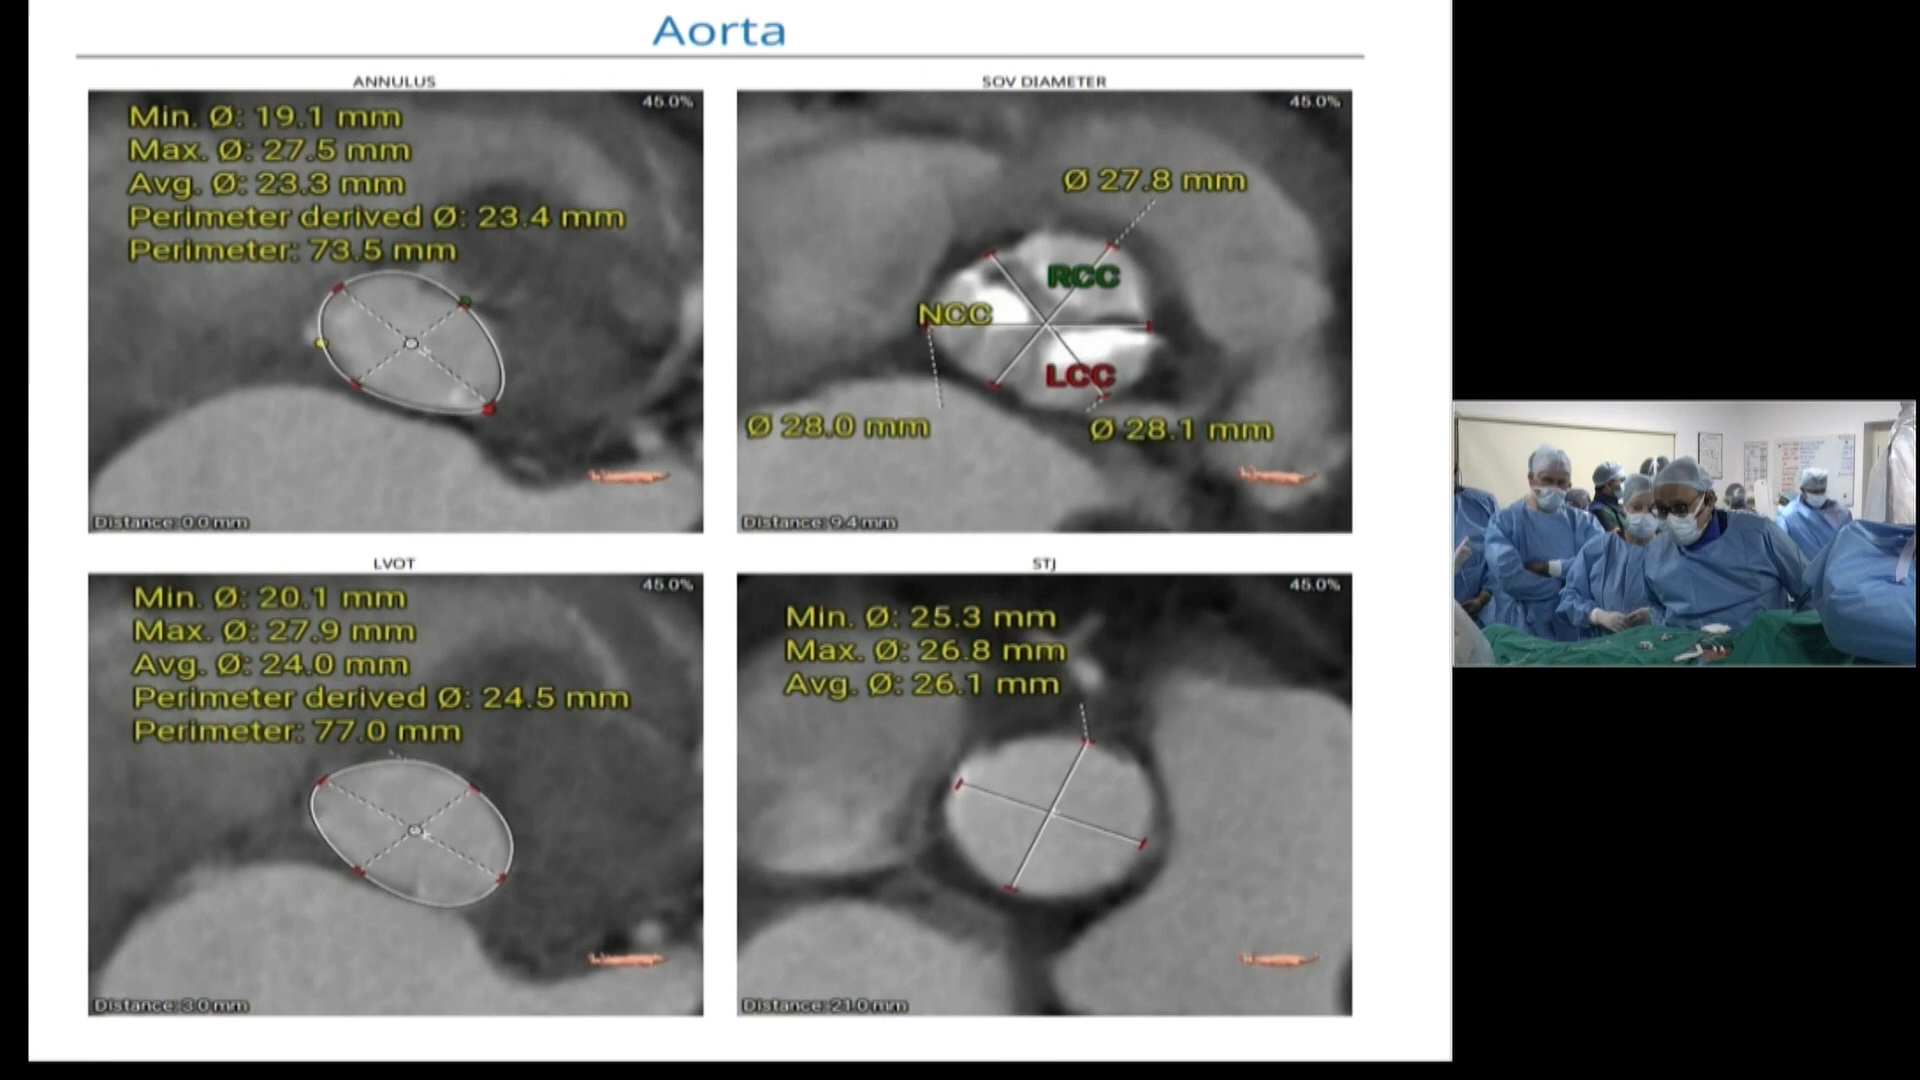 Aorta
ANNULUS
45.0%
Min. Ø: 19.1 mm
Max. Ø: 27.5 mm
Avg. Ø: 23.3 mm
Perimeter derived Ø: 23.4 mm
Perimeter: 73.5 mm
Distance: 0.0 mm
SOV DIAMETER
45.0%
Ø 27.8 mm
RCC
NCC
LCC
Ø 28.0 mm
Ø 28.1 mm
Distance: 9.4 mm
LVOT
45.0%
Min. Ø: 20.1 mm
Max. Ø: 27.9 mm
Avg. Ø: 24.0 mm
Perimeter derived Ø: 24.5 mm
Perimeter: 77.0 mm
Distance: 3.0 mm
STJ
45.0%
Min. Ø: 25.3 mm
Max. Ø: 26.8 mm
Avg. Ø: 26.1 mm
Distance: 21.0 mm